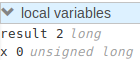 local variables
result 2 long
x 0 unsigned long